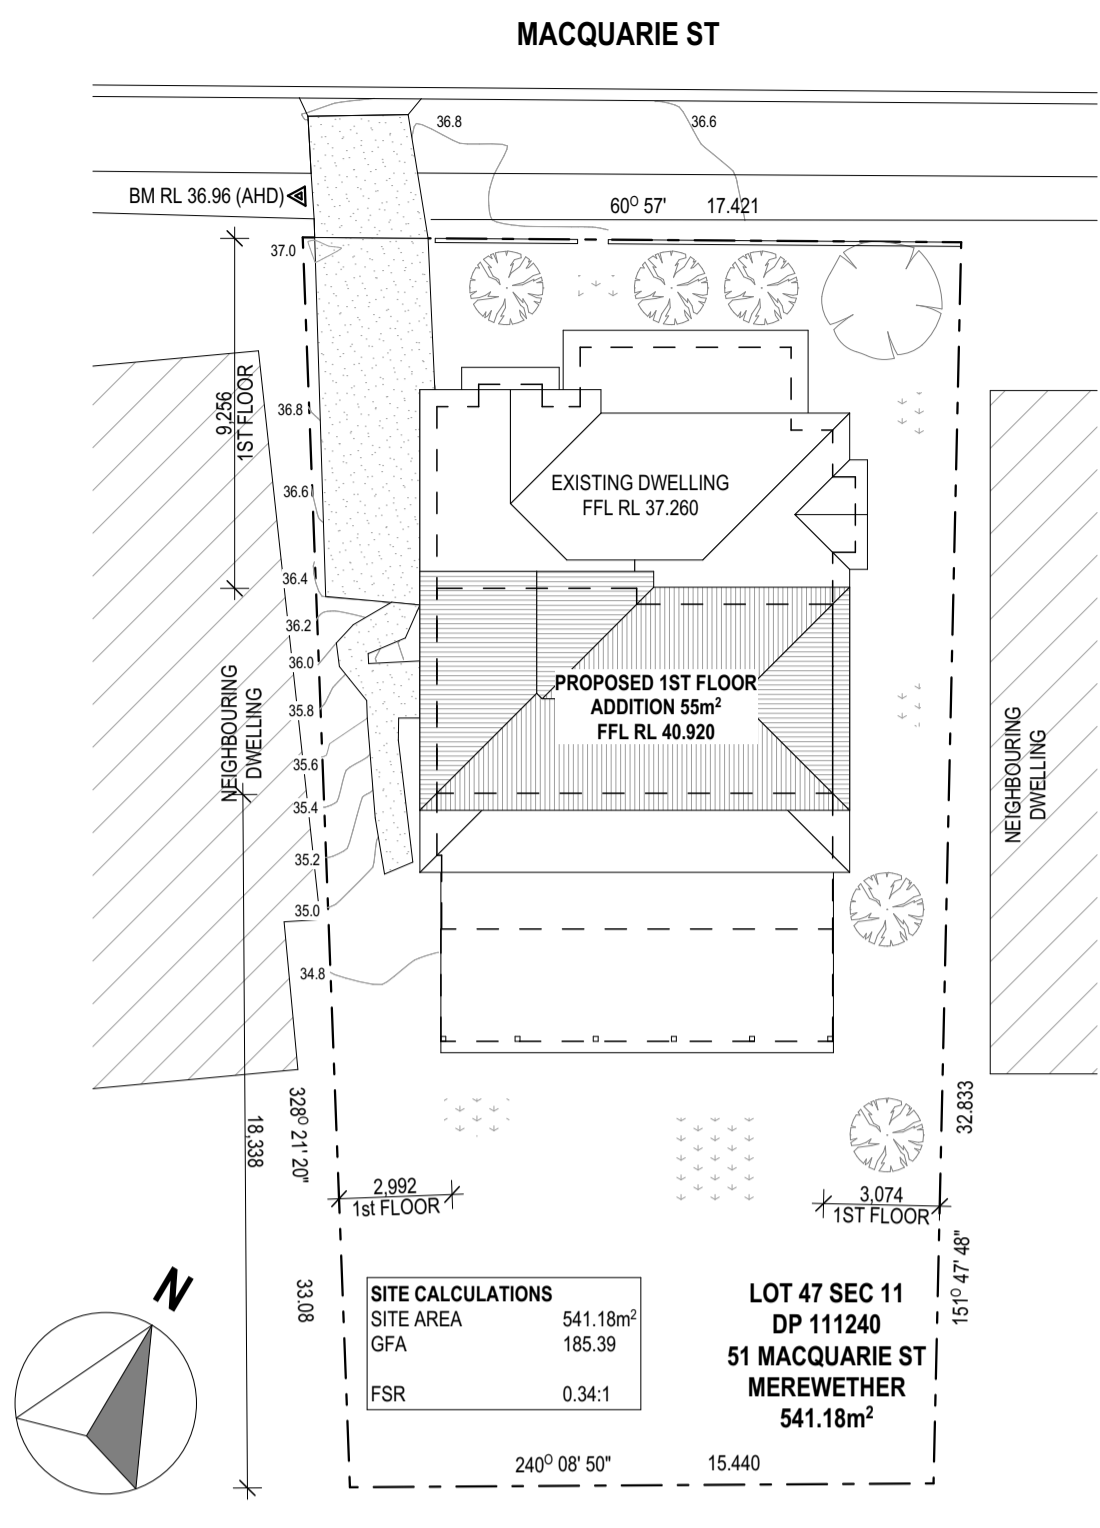 MACQUARIE ST
36.8
36.6
BM RL 36.96 (AHD)
60° 57'
17.421
37.0
9,256
1ST FLOOR
36.8
EXISTING DWELLING
FFL RL 37.260
36.6
36.4
36.2
36.0
35.8
35.6
35.4
35.2
35.0
34.8
NEIGHBOURING
DWELLING
PROPOSED 1ST FLOOR
ADDITION 55m²
FFL RL 40.920
NEIGHBOURING
DWELLING
18,338
328° 21' 20"
32.833
2,992
1st FLOOR
3,074
1ST FLOOR
33.08
151° 47' 48"
N
SITE CALCULATIONS
SITE AREA 541.18m²
GFA 185.39
FSR 0.34:1
LOT 47 SEC 11
DP 111240
51 MACQUARIE ST
MEREWETHER
541.18m²
240° 08' 50"
15.440